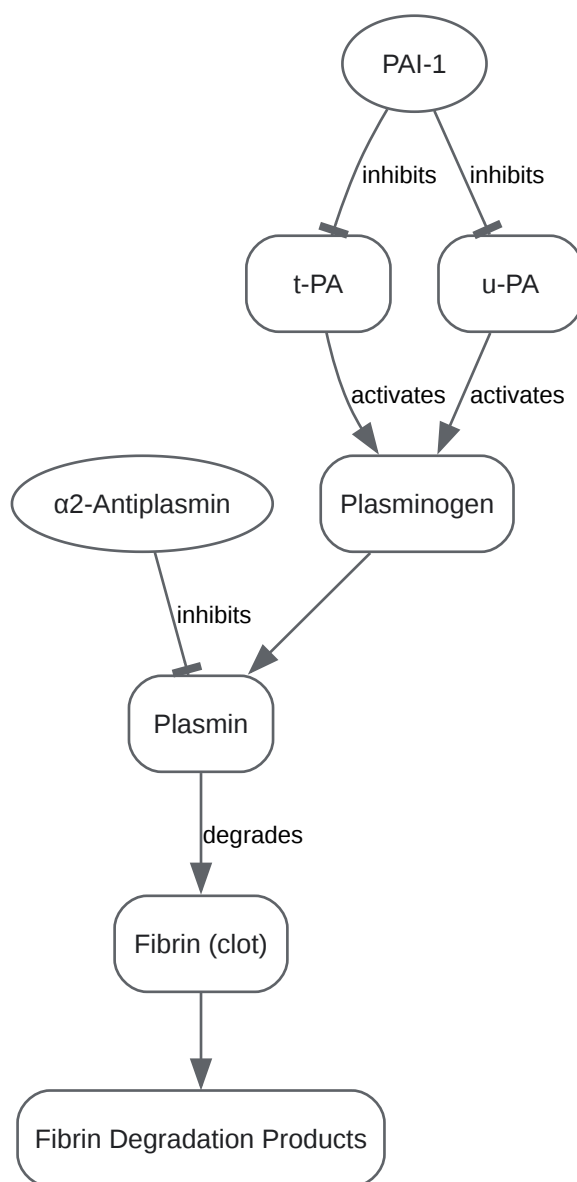 PAI-1
inhibits
inhibits
t-PA
u-PA
activates
activates
α2-Antiplasmin
Plasminogen
inhibits
Plasmin
degrades
Fibrin (clot)
Fibrin Degradation Products